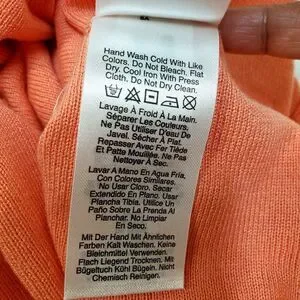 Hand Wash Cold With Like
Colors. Do Not Bleach. Flat
Dry. Cool Iron With Press
Cloth. Do Not Dry Clean.
Lavage À Froid À La Main.
Séparer Les Couleurs.
Ne Pas Utiliser D'Eau De
Javel. Sécher À Plat.
Repasser Avec Fer Tiède
Et Patte Mouillée. Ne Pas
Nettoyer À Sec.
Lavar A Mano En Agua Fría,
Con Colores Similares.
No Usar Cloro. Secar
Extendido En Plano. Usar
Plancha Tibia. Utilice Un
Paño Sobre La Prenda Al
Planchar. No Limpiar
En Seco.
Mit Der Hand Mit Ähnlichen
Farben Kalt Waschen. Keine
Bleichmittel Verwenden.
Flach Liegend Trocknen. Mit
Bügeltuch Kühl Bügeln. Nicht
Chemisch Reinigen.